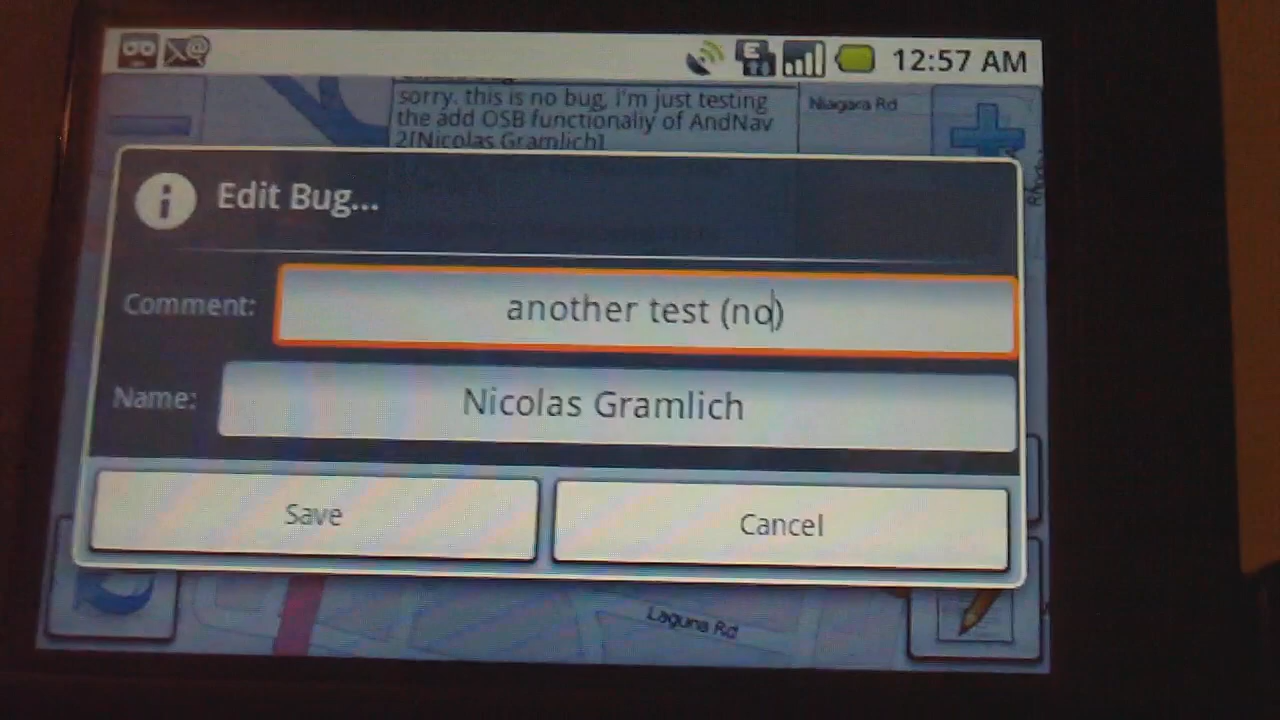 12:57 AM
sorry. this is no bug, i'm just testing
the add OSB functionaliy of AndNav
2[Nicolas Gramlich]
Niagara Rd
Edit Bug...
Comment: another test (no)
Name: Nicolas Gramlich
Save Cancel
Laguna Rd